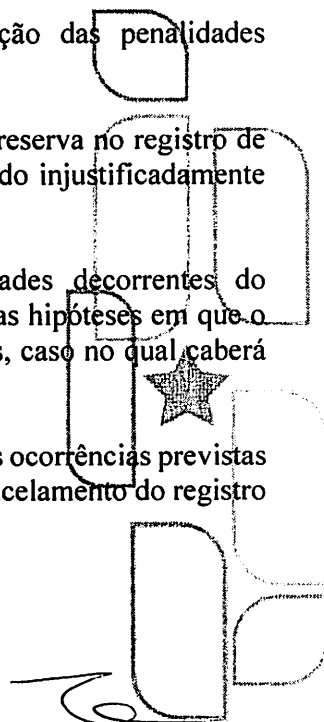 ção das penalidades
reserva no registro de
do injustificadamente
ades decorrentes do
as hipóteses em que o
s, caso no qual caberá
s ocorrências previstas
celamento do registro